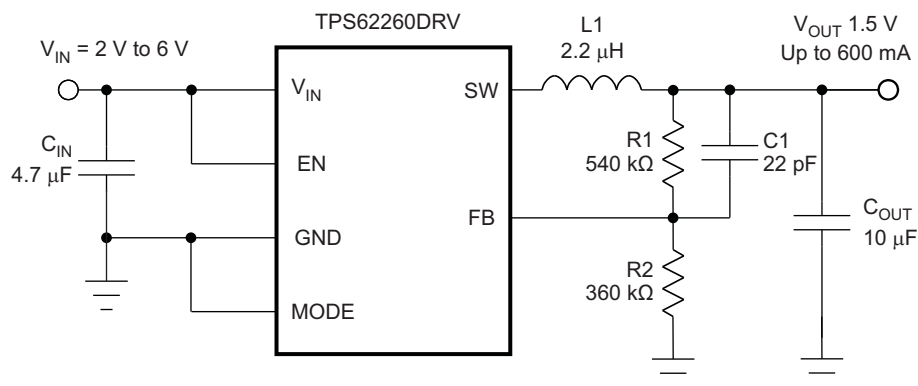 TPS62260DRV
V_IN = 2 V to 6 V
L1
2.2 μH
V_OUT 1.5 V
Up to 600 mA
V_IN
SW
C_IN
4.7 μF
EN
R1
540 kΩ
C1
22 pF
FB
GND
C_OUT
10 μF
R2
360 kΩ
MODE